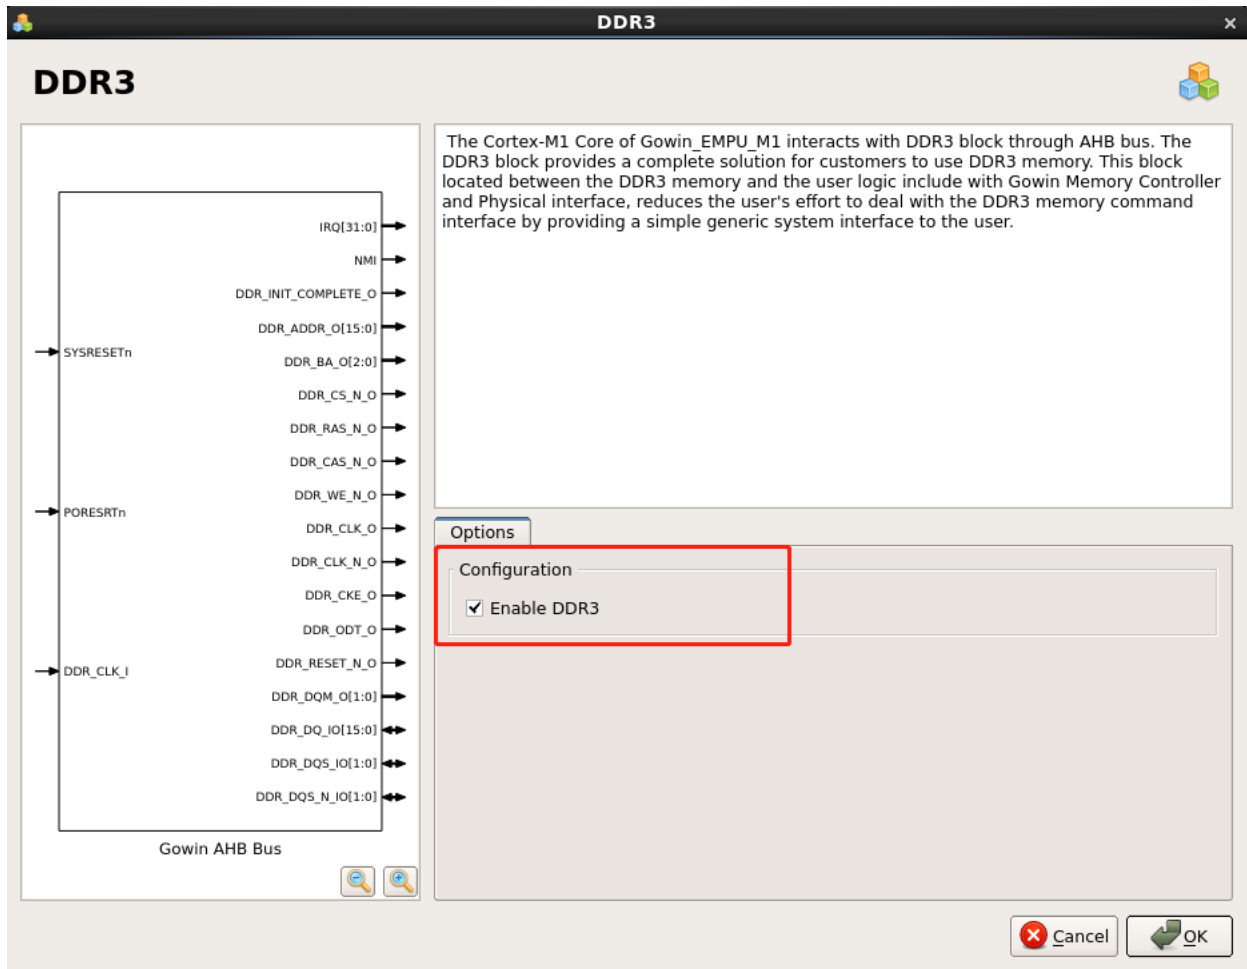 DDR3
DDR3
IRQ[31:0]
NMI
DDR_INIT_COMPLETE_O
DDR_ADDR_O[15:0]
SYSRESETn
DDR_BA_O[2:0]
DDR_CS_N_O
DDR_RAS_N_O
DDR_CAS_N_O
DDR_WE_N_O
PORESRTn
DDR_CLK_O
DDR_CLK_N_O
DDR_CKE_O
DDR_ODT_O
DDR_RESET_N_O
DDR_CLK_I
DDR_DQM_O[1:0]
DDR_DQ_IO[15:0]
DDR_DQS_IO[1:0]
DDR_DQS_N_IO[1:0]
Gowin AHB Bus
The Cortex-M1 Core of Gowin_EMPU_M1 interacts with DDR3 block through AHB bus. The
DDR3 block provides a complete solution for customers to use DDR3 memory. This block
located between the DDR3 memory and the user logic include with Gowin Memory Controller
and Physical interface, reduces the user's effort to deal with the DDR3 memory command
interface by providing a simple generic system interface to the user.
Options
Configuration
Enable DDR3
Cancel
OK